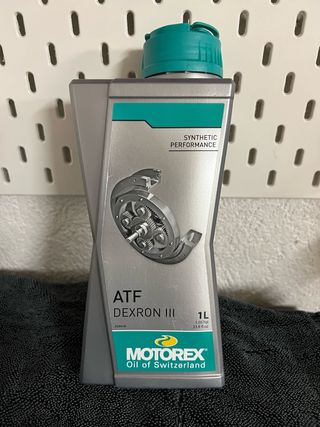 SYNTHETIC
PERFORMANCE
ATF
DEXRON III
1L
MOTOREX
Oil of Switzerland